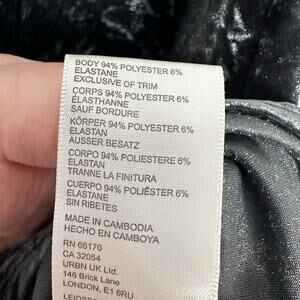 BODY 94% POLYESTER 6%
ELASTANE
EXCLUSIVE OF TRIM
CORPS 94% POLYESTER 6%
ÉLASTHANNE
SAUF BORDURE
KÖRPER 94% POLYESTER 6%
ELASTAN
AUSSER BESATZ
CORPO 94% POLIESTERE 6%
ELASTANE
TRANNE LA FINITURA
CUERPO 94% POLIÉSTER 6%
ELASTANE
SIN RIBETES
MADE IN CAMBODIA
HECHO EN CAMBOYA
RN 66170
CA 32054
URBN UK Ltd.
146 Brick Lane
LONDON, E1 6RU